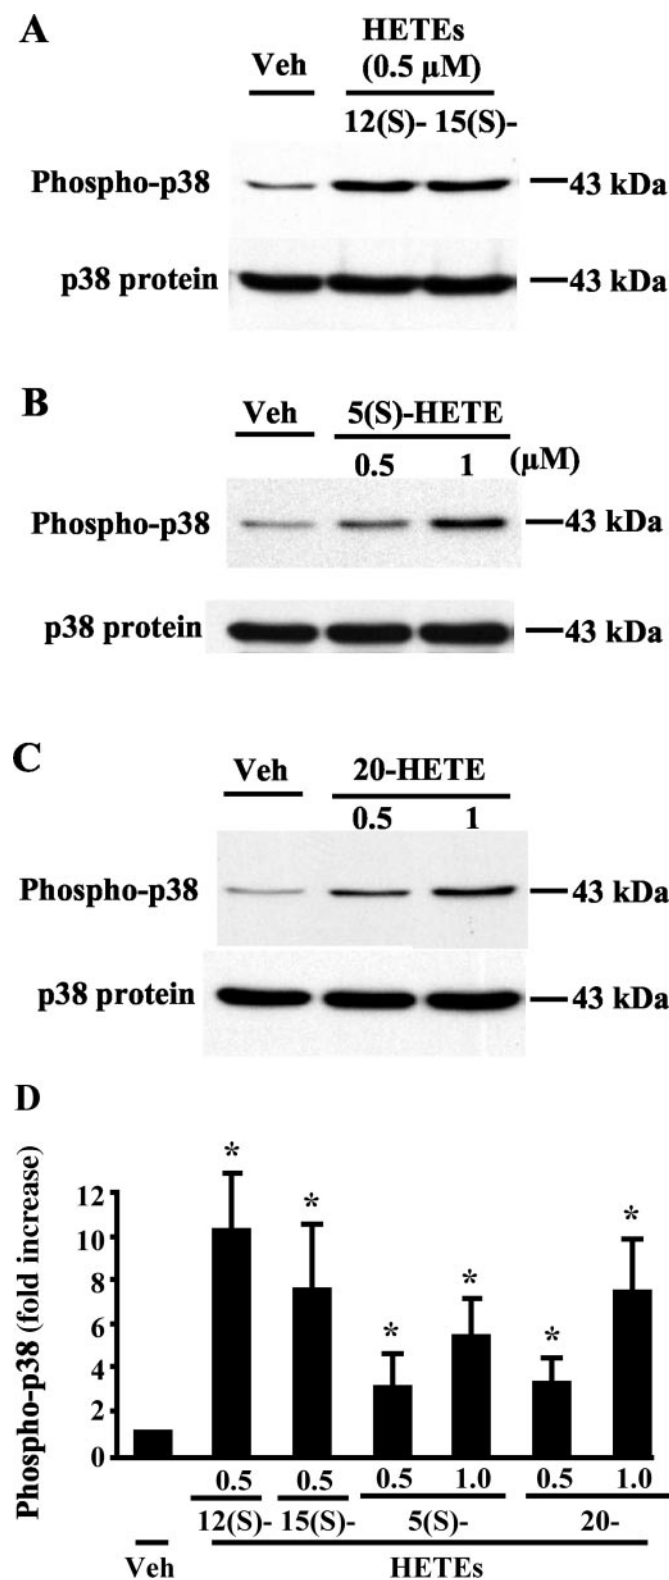 A
HETEs
Veh (0.5 μM)
12(S)- 15(S)-
Phospho-p38 43 kDa
p38 protein 43 kDa
B
Veh 5(S)-HETE
0.5 1 (μM)
Phospho-p38 43 kDa
p38 protein 43 kDa
C
Veh 20-HETE
0.5 1
Phospho-p38 43 kDa
p38 protein 43 kDa
D
Phospho-p38 (fold increase)
* * * * * *
12
10
8
6
4
2
0
0.5 0.5 0.5 1.0 0.5 1.0
12(S)- 15(S)- 5(S)- 20-
Veh HETEs